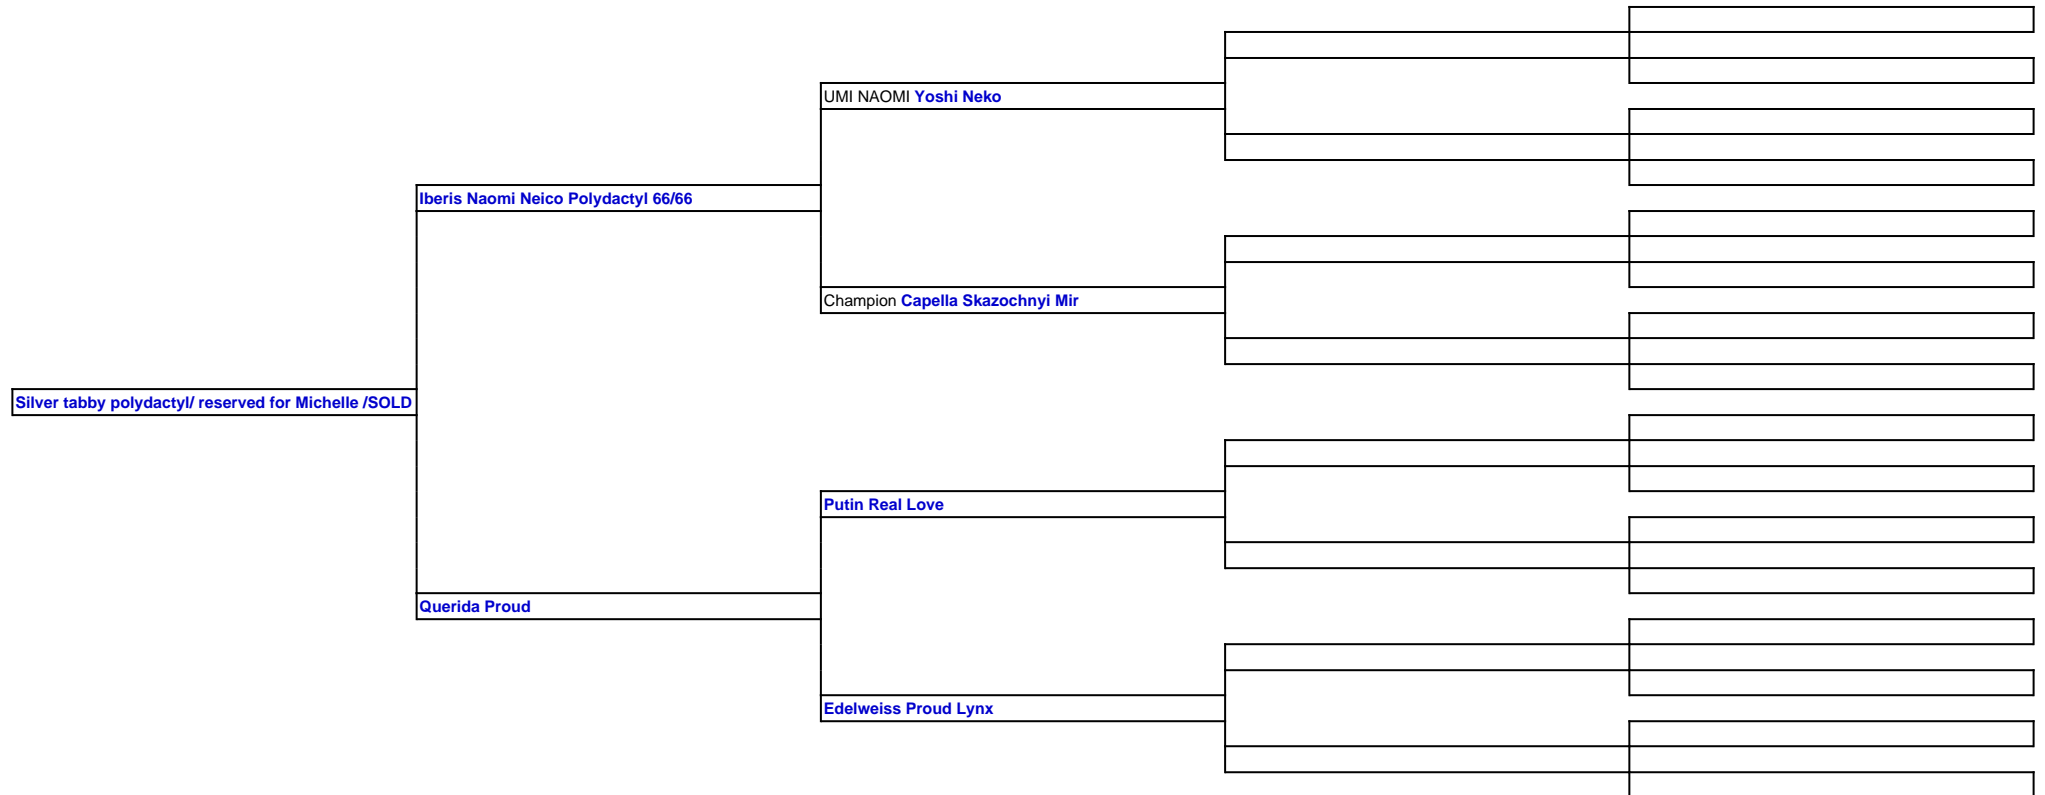 UMI NAOMI Yoshi Neko
Iberis Naomi Neico Polydactyl 66/66
Champion Capella Skazochnyi Mir
Silver tabby polydactyl/ reserved for Michelle /SOLD
Putin Real Love
Querida Proud
Edelweiss Proud Lynx